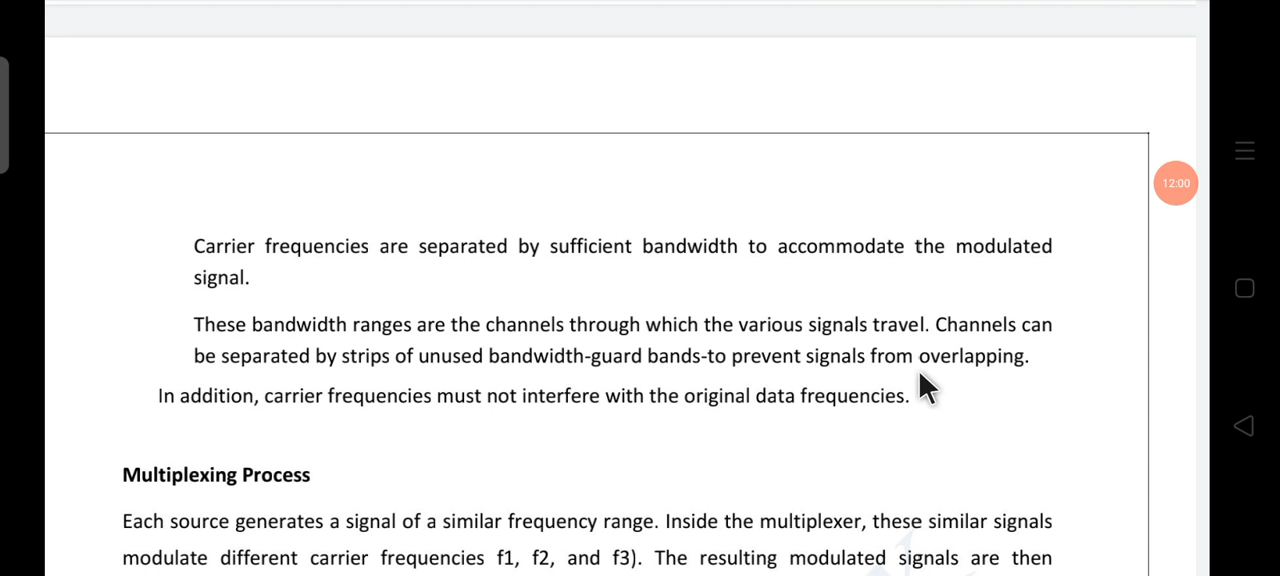 12:00
Carrier frequencies are separated by sufficient bandwidth to accommodate the modulated
signal.
These bandwidth ranges are the channels through which the various signals travel. Channels can
be separated by strips of unused bandwidth-guard bands-to prevent signals from overlapping.
In addition, carrier frequencies must not interfere with the original data frequencies.
Multiplexing Process
Each source generates a signal of a similar frequency range. Inside the multiplexer, these similar signals
modulate different carrier frequencies f1, f2, and f3). The resulting modulated signals are then